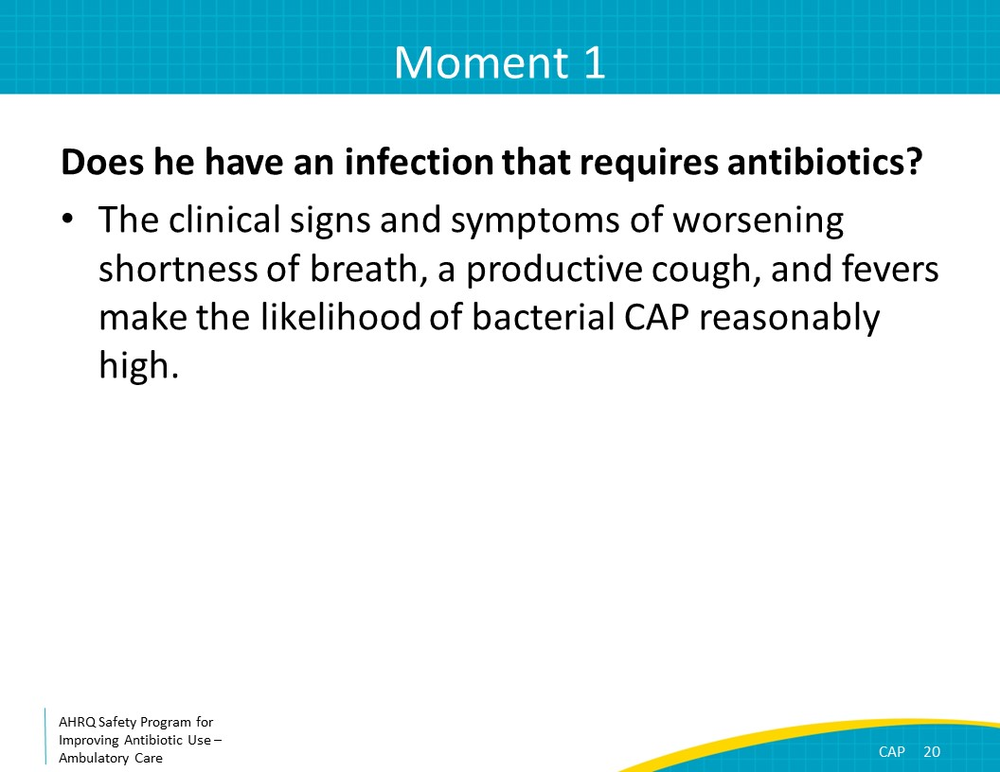 Moment 1
Does he have an infection that requires antibiotics?
• The clinical signs and symptoms of worsening
shortness of breath, a productive cough, and fevers
make the likelihood of bacterial CAP reasonably
high.
AHRQ Safety Program for
Improving Antibiotic Use –
Ambulatory Care
CAP 20